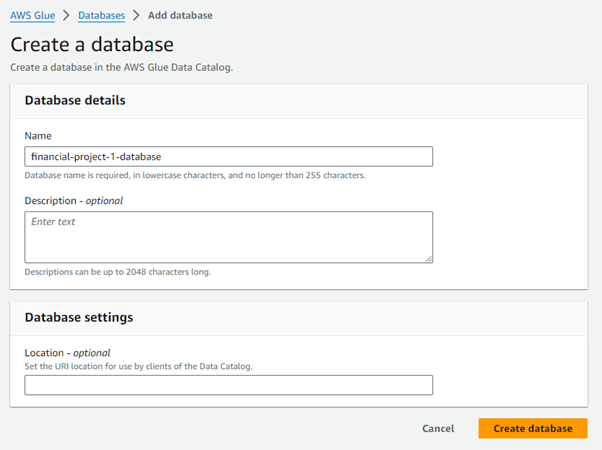 AWS Glue > Databases > Add database
Create a database
Create a database in the AWS Glue Data Catalog.
Database details
Name
financial-project-1-database
Database name is required, in lowercase characters, and no longer than 255 characters.
Description - optional
Enter text
Descriptions can be up to 2048 characters long.
Database settings
Location - optional
Set the URI location for use by clients of the Data Catalog.
Cancel Create database